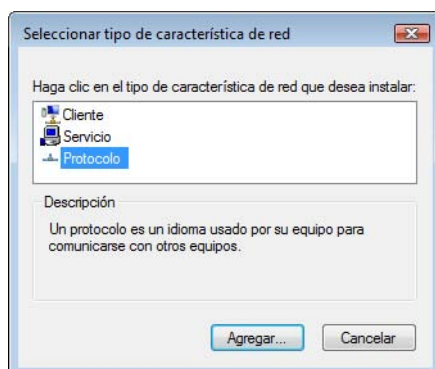 Seleccionar tipo de característica de red
Haga clic en el tipo de característica de red que desea instalar:
Cliente
Servicio
Protocolo
Descripción
Un protocolo es un idioma usado por su equipo para
comunicarse con otros equipos.
Agregar...
Cancelar